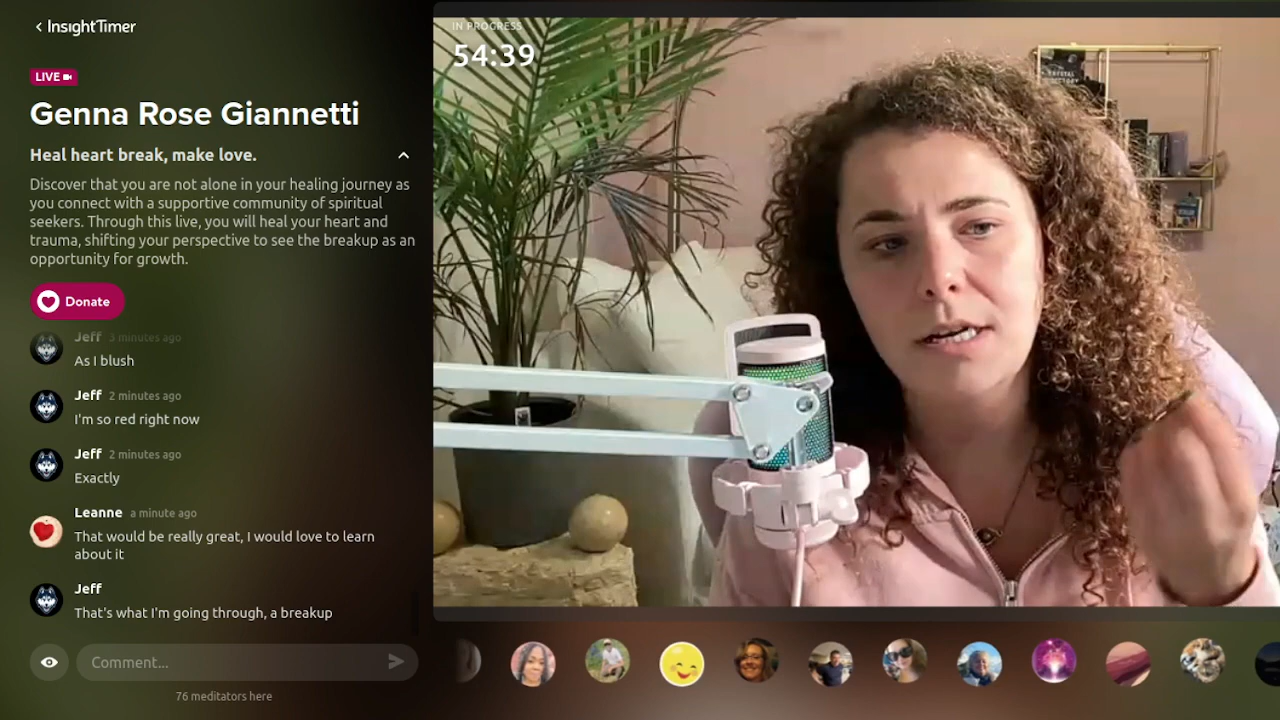 InsightTimer
LIVE
Genna Rose Giannetti
Heal heart break, make love.
Discover that you are not alone in your healing journey as
you connect with a supportive community of spiritual
seekers. Through this live, you will heal your heart and
trauma, shifting your perspective to see the breakup as an
opportunity for growth.
Donate
Jeff 3 minutes ago
As I blush
Jeff 2 minutes ago
I'm so red right now
Jeff 2 minutes ago
Exactly
Leanne a minute ago
That would be really great, I would love to learn
about it
Jeff
That's what I'm going through, a breakup
Comment...
76 meditators here
IN PROGRESS
54:39
CRYSTAL